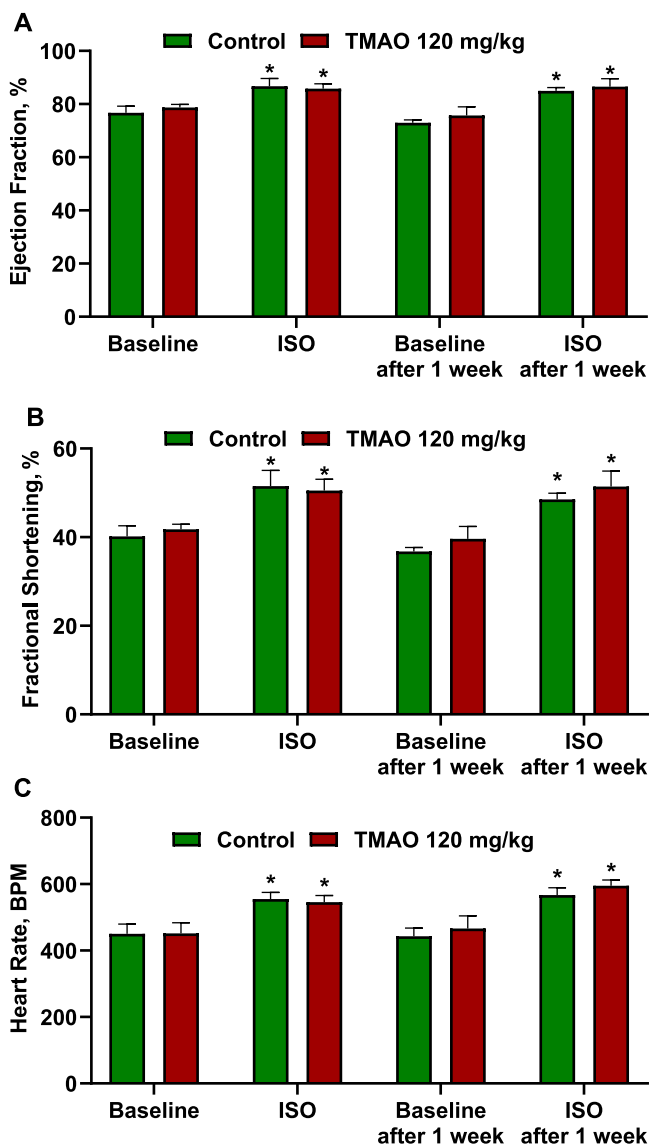 A
Control TMAO 120 mg/kg
* * * *
Ejection Fraction, %
100
80
60
40
20
0
Baseline ISO Baseline ISO
after 1 week after 1 week
B
Control TMAO 120 mg/kg
* * * *
Fractional Shortening, %
60
40
20
0
Baseline ISO Baseline ISO
after 1 week after 1 week
C
Control TMAO 120 mg/kg
* * * *
Heart Rate, BPM
800
600
400
200
0
Baseline ISO Baseline ISO
after 1 week after 1 week